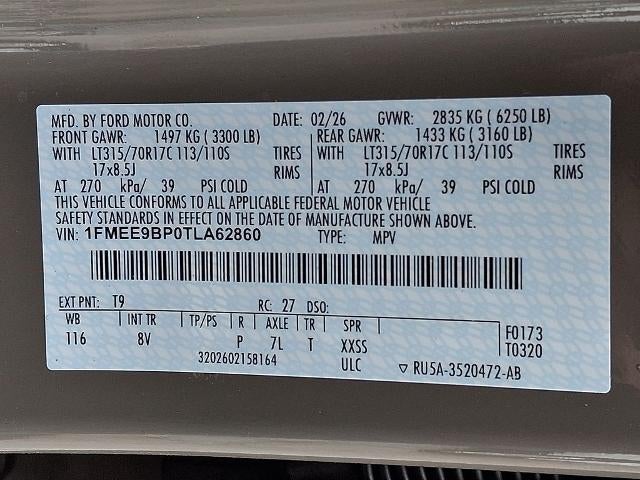 MFD. BY FORD MOTOR CO. DATE: 02/26 GVWR: 2835 KG ( 6250 LB)
FRONT GAWR: 1497 KG ( 3300 LB) REAR GAWR: 1433 KG ( 3160 LB)
WITH LT315/70R17C 113/110S TIRES WITH LT315/70R17C 113/110S TIRES
17x8.5J RIMS 17x8.5J RIMS
AT 270 kPa/ 39 PSI COLD AT 270 kPa/ 39 PSI COLD
THIS VEHICLE CONFORMS TO ALL APPLICABLE FEDERAL MOTOR VEHICLE
SAFETY STANDARDS IN EFFECT ON THE DATE OF MANUFACTURE SHOWN ABOVE.
VIN: 1FMEE9BP0TLA62860 TYPE: MPV
EXT PNT: T9 RC: 27 DSO:
WB INT TR TP/PS R AXLE TR SPR F0173
116 8V P 7L T XXSS T0320
3202602158164 ULC ▽ RU5A-3520472-AB